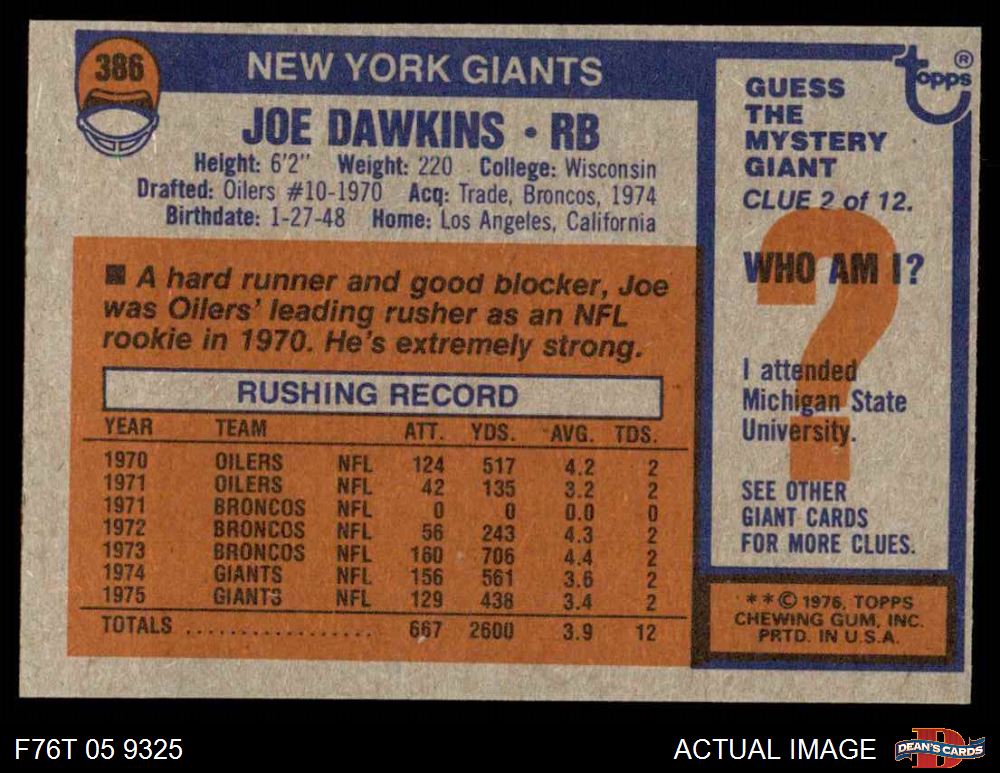 386
NEW YORK GIANTS
JOE DAWKINS • RB
Height: 6'2" Weight: 220 College: Wisconsin
Drafted: Oilers #10-1970 Acq: Trade, Broncos, 1974
Birthdate: 1-27-48 Home: Los Angeles, California
■ A hard runner and good blocker, Joe
was Oilers' leading rusher as an NFL
rookie in 1970. He's extremely strong.
RUSHING RECORD
YEAR TEAM ATT. YDS. AVG. TDS.
1970 OILERS NFL 124 517 4.2 2
1971 OILERS NFL 42 135 3.2 2
1971 BRONCOS NFL 0 0 0.0 0
1972 BRONCOS NFL 56 243 4.3 2
1973 BRONCOS NFL 160 706 4.4 2
1974 GIANTS NFL 156 561 3.6 2
1975 GIANTS NFL 129 438 3.4 2
TOTALS .................. 667 2600 3.9 12
topps ®
GUESS
THE
MYSTERY
GIANT
CLUE 2 of 12.
?
WHO AM I?
I attended
Michigan State
University.
SEE OTHER
GIANT CARDS
FOR MORE CLUES.
**© 1976, TOPPS
CHEWING GUM, INC.
PRTD. IN U.S.A.
F76T 05 9325
ACTUAL IMAGE
D
DEAN'S CARDS